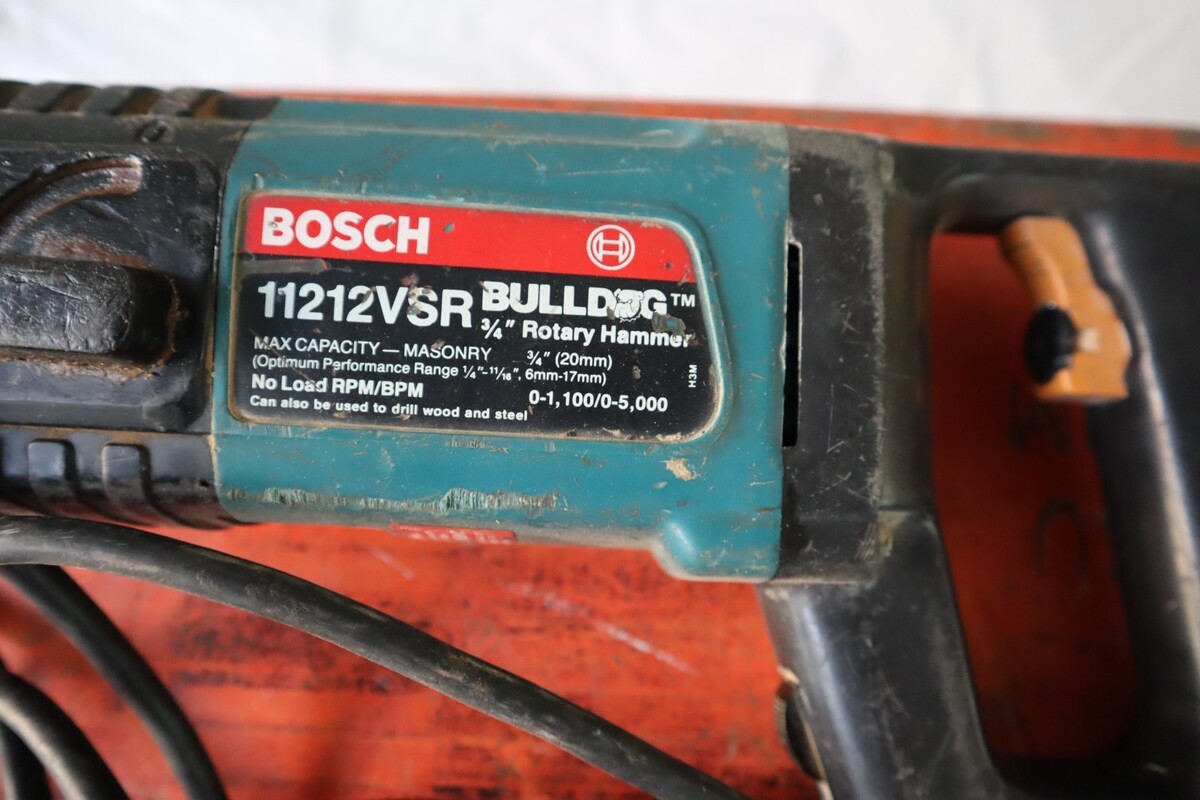 BOSCH
11212VSR BULLDOG™
3/4" Rotary Hammer
MAX CAPACITY — MASONRY 3/4" (20mm)
(Optimum Performance Range 1/4"-11/16", 6mm-17mm)
No Load RPM/BPM 0-1,100/0-5,000
Can also be used to drill wood and steel
H3M